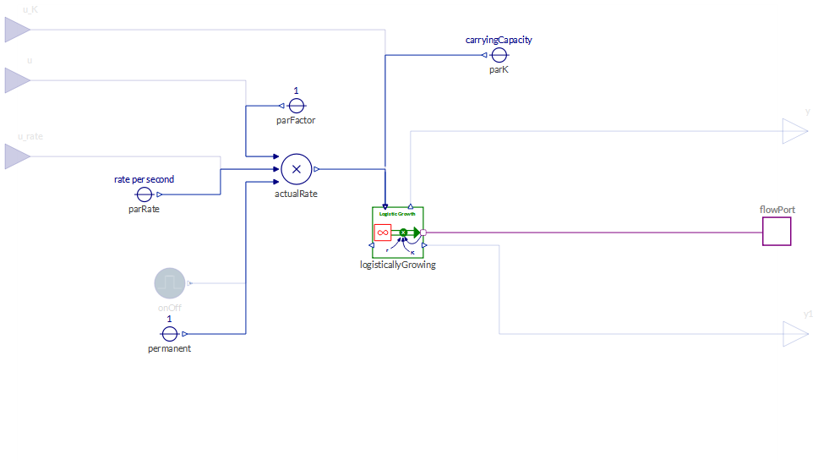 u_K
carryingCapacity
parK
u
1
parFactor
y
u_rate
rate per second
parRate
actualRate
Logistic Growth
flowPort
logisticallyGrowing
onOff
1
permanent
y1